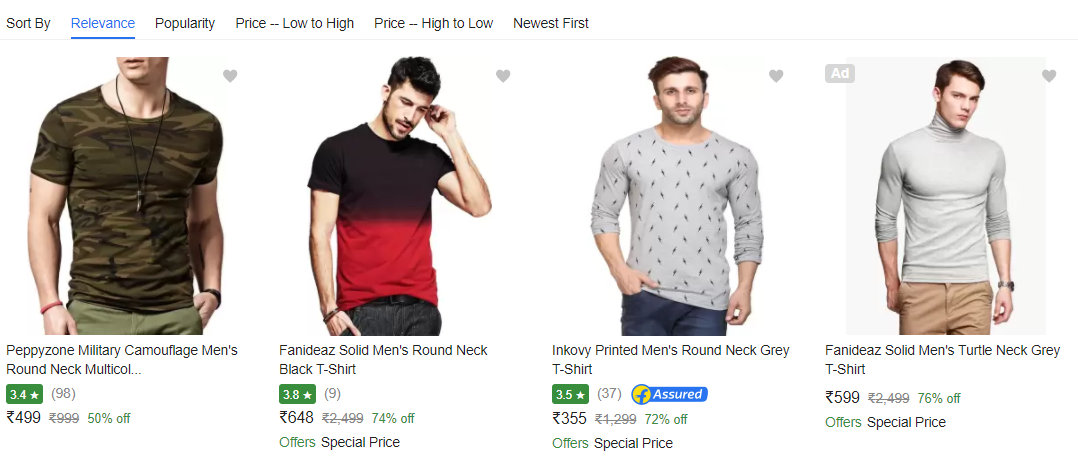 Sort By Relevance Popularity Price -- Low to High Price -- High to Low Newest First
Ad
Peppyzone Military Camouflage Men's
Round Neck Multicol...
3.4 ★ (98)
₹499 ₹999 50% off
Fanideaz Solid Men's Round Neck
Black T-Shirt
3.8 ★ (9)
₹648 ₹2,499 74% off
Offers Special Price
Inkovy Printed Men's Round Neck Grey
T-Shirt
3.5 ★ (37) f Assured
₹355 ₹1,299 72% off
Offers Special Price
Fanideaz Solid Men's Turtle Neck Grey
T-Shirt
₹599 ₹2,499 76% off
Offers Special Price